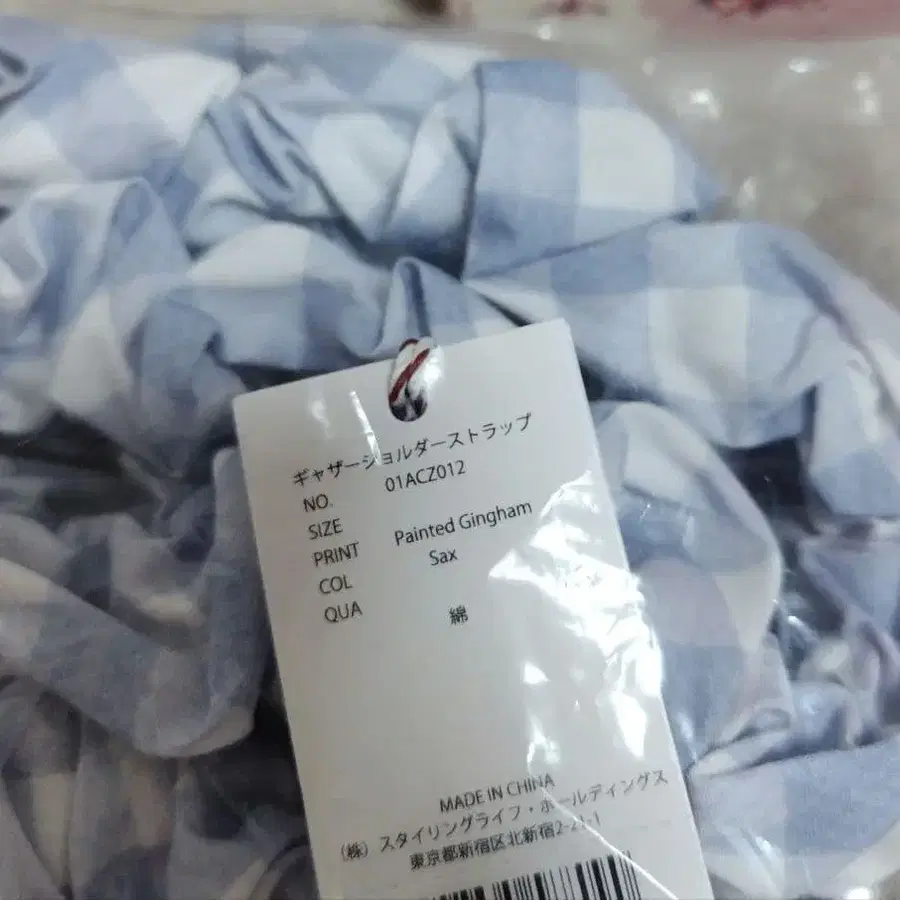 ギャザーショルダーストラップ
NO. 01ACZ012
SIZE
PRINT Painted Gingham
COL Sax
QUA 綿
MADE IN CHINA
(株) スタイリングライフ・ホールディングス
東京都新宿区北新宿2-21-1